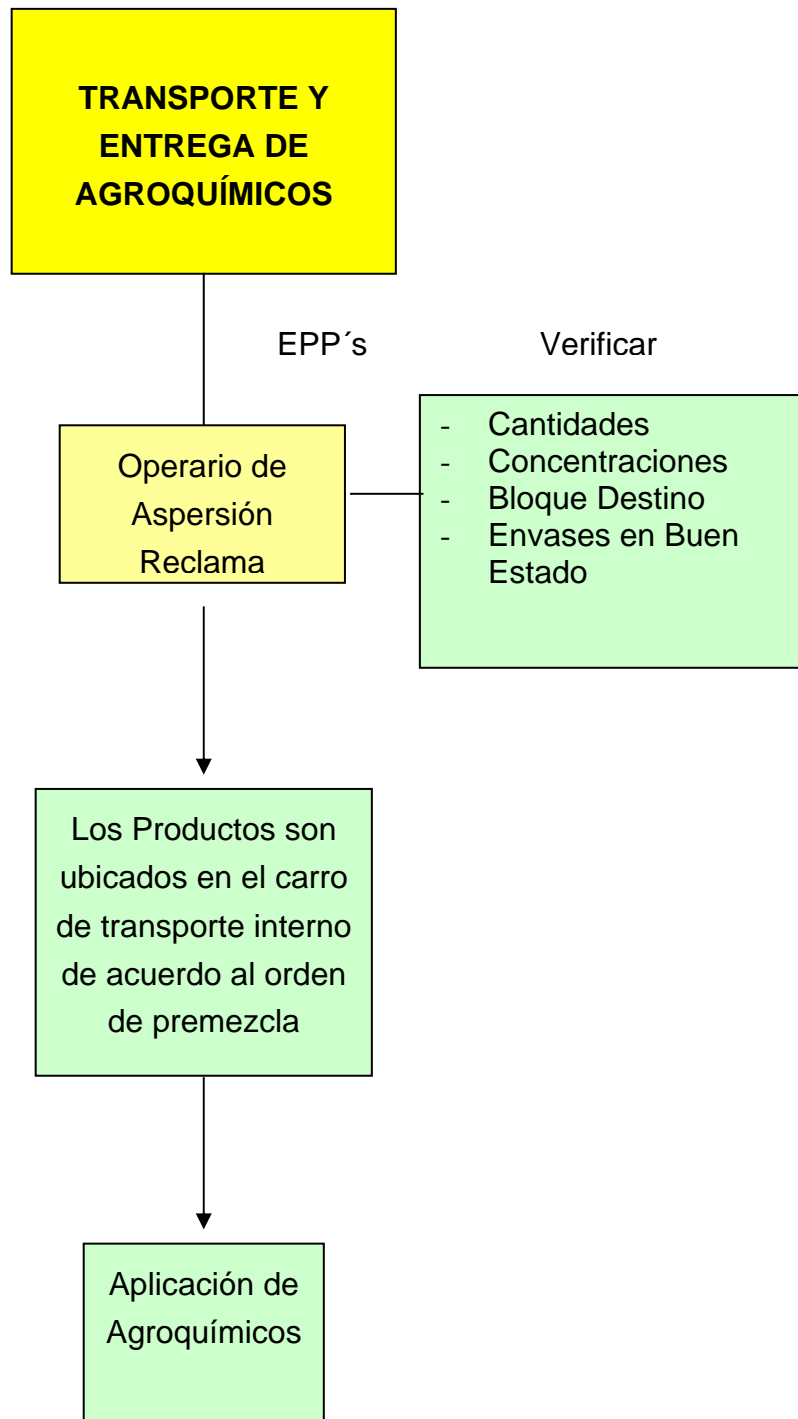 TRANSPORTE Y
ENTREGA DE
AGROQUÍMICOS
EPP´s
Verificar
Operario de
Aspersión
Reclama
- Cantidades
- Concentraciones
- Bloque Destino
- Envases en Buen
Estado
Los Productos son
ubicados en el carro
de transporte interno
de acuerdo al orden
de premezcla
Aplicación de
Agroquímicos